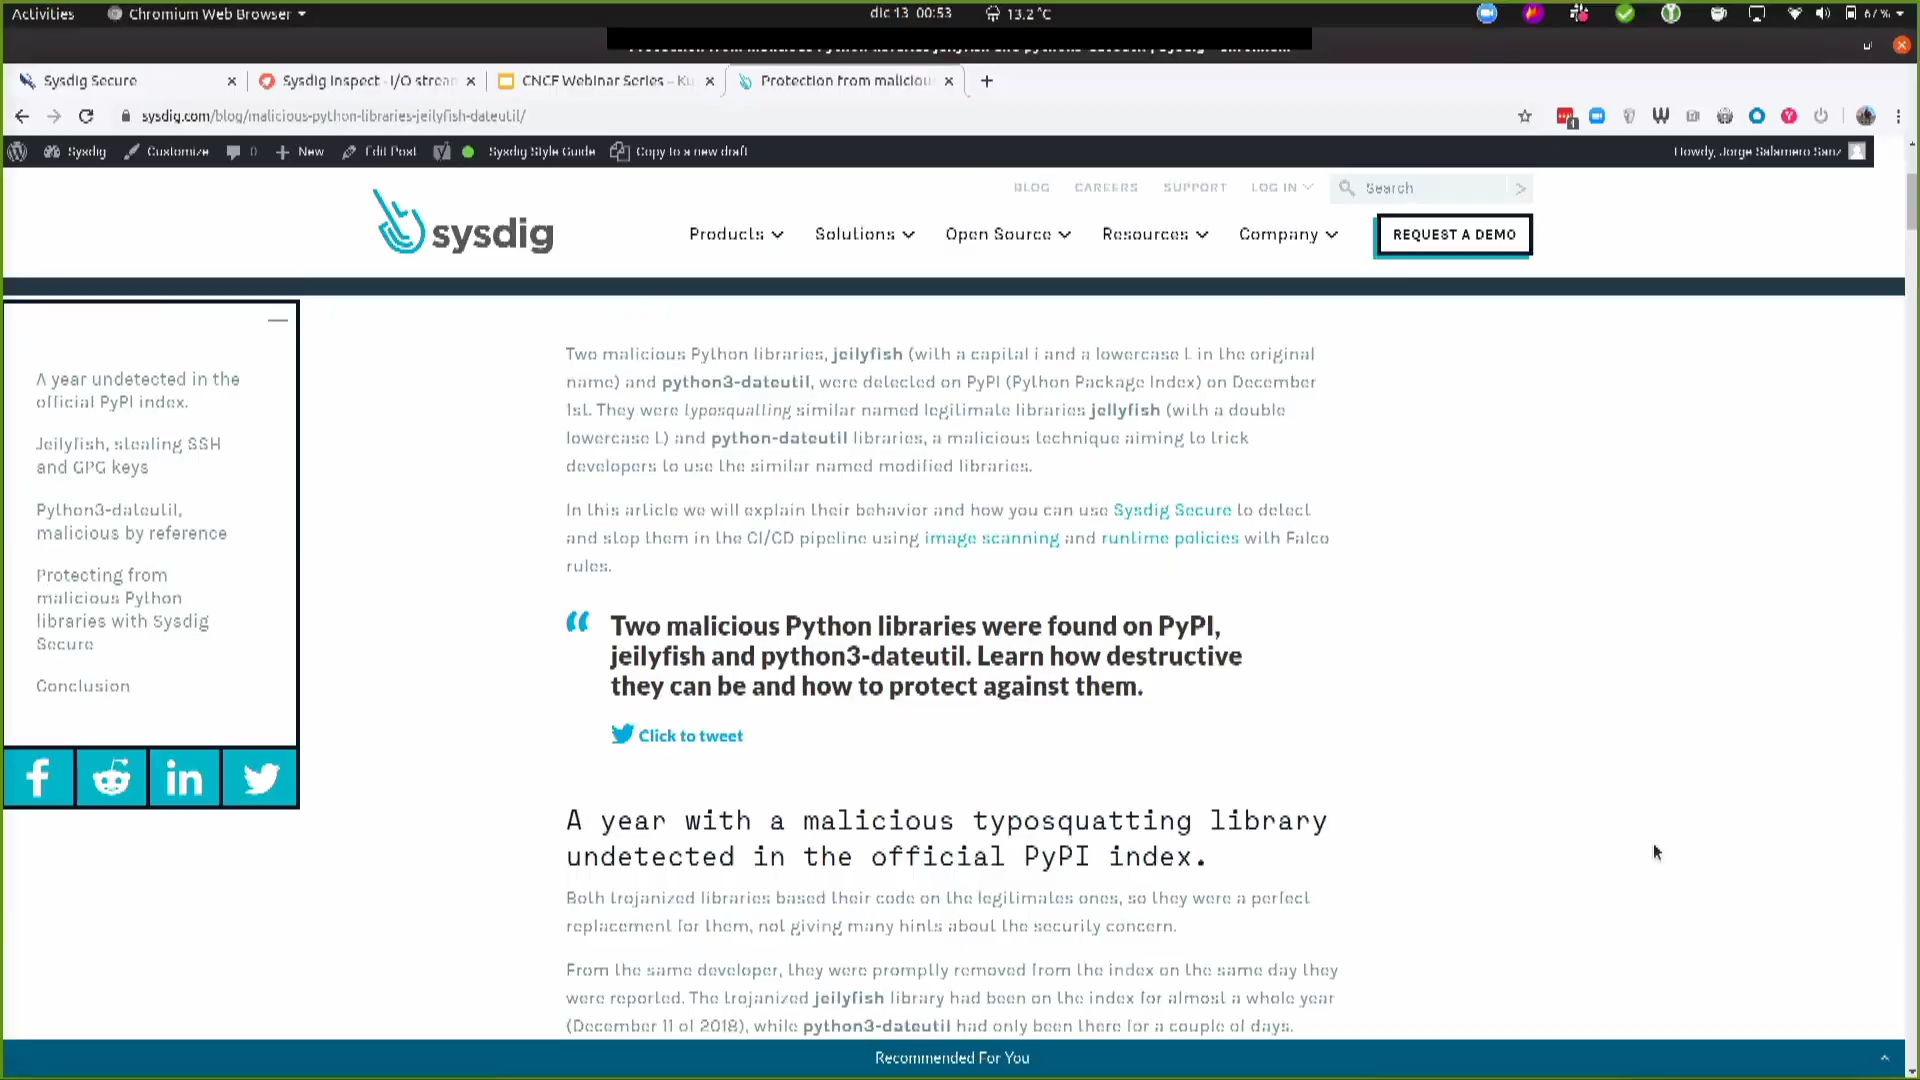 Activities
Chromium Web Browser
dic 13 00:53
13.2 °C
67 %
Sysdig Secure
Sysdig Inspect - I/O strean
CNCF Webinar Series – Ku
Protection from maliciou
sysdig.com/blog/malicious-python-libraries-jeilyfish-dateutil/
1
Sysdig
Customize
0
New
Edit Post
Sysdig Style Guide
Copy to a new draft
Howdy, Jorge Salamero Sanz
BLOG
CAREERS
SUPPORT
LOG IN
Search
sysdig
Products
Solutions
Open Source
Resources
Company
REQUEST A DEMO
A year undetected in the
official PyPI index.
Jeilyfish, stealing SSH
and GPG keys
Python3-dateutil,
malicious by reference
Protecting from
malicious Python
libraries with Sysdig
Secure
Conclusion
Two malicious Python libraries, jeilyfish (with a capital i and a lowercase L in the original
name) and python3-dateutil, were detected on PyPI (Python Package Index) on December
1st. They were typosquatting similar named legitimate libraries jellyfish (with a double
lowercase L) and python-dateutil libraries, a malicious technique aiming to trick
developers to use the similar named modified libraries.
In this article we will explain their behavior and how you can use Sysdig Secure to detect
and stop them in the CI/CD pipeline using image scanning and runtime policies with Falco
rules.
“ Two malicious Python libraries were found on PyPI,
jeilyfish and python3-dateutil. Learn how destructive
they can be and how to protect against them.
Click to tweet
A year with a malicious typosquatting library
undetected in the official PyPI index.
Both trojanized libraries based their code on the legitimates ones, so they were a perfect
replacement for them, not giving many hints about the security concern.
From the same developer, they were promptly removed from the index on the same day they
were reported. The trojanized jeilyfish library had been on the index for almost a whole year
(December 11 of 2018), while python3-dateutil had only been there for a couple of days.
Recommended For You